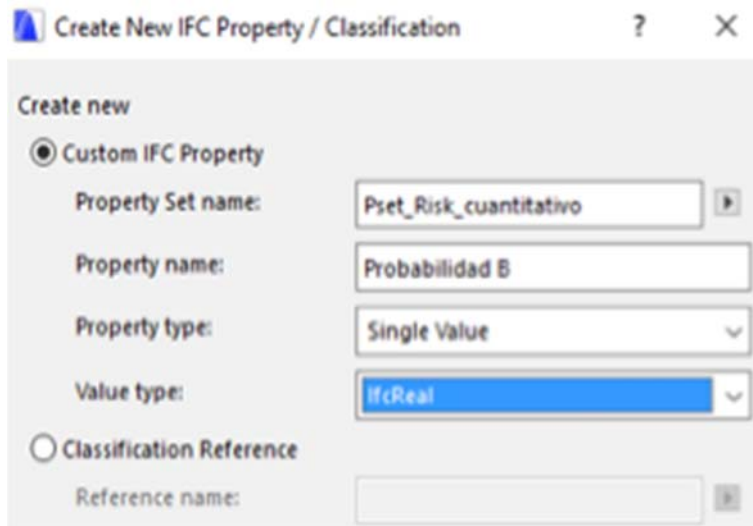 Create New IFC Property / Classification ? ×
Create new
Custom IFC Property
Property Set name: Pset_Risk_cuantitativo
Property name: Probabilidad B
Property type: Single Value
Value type: IfcReal
Classification Reference
Reference name: